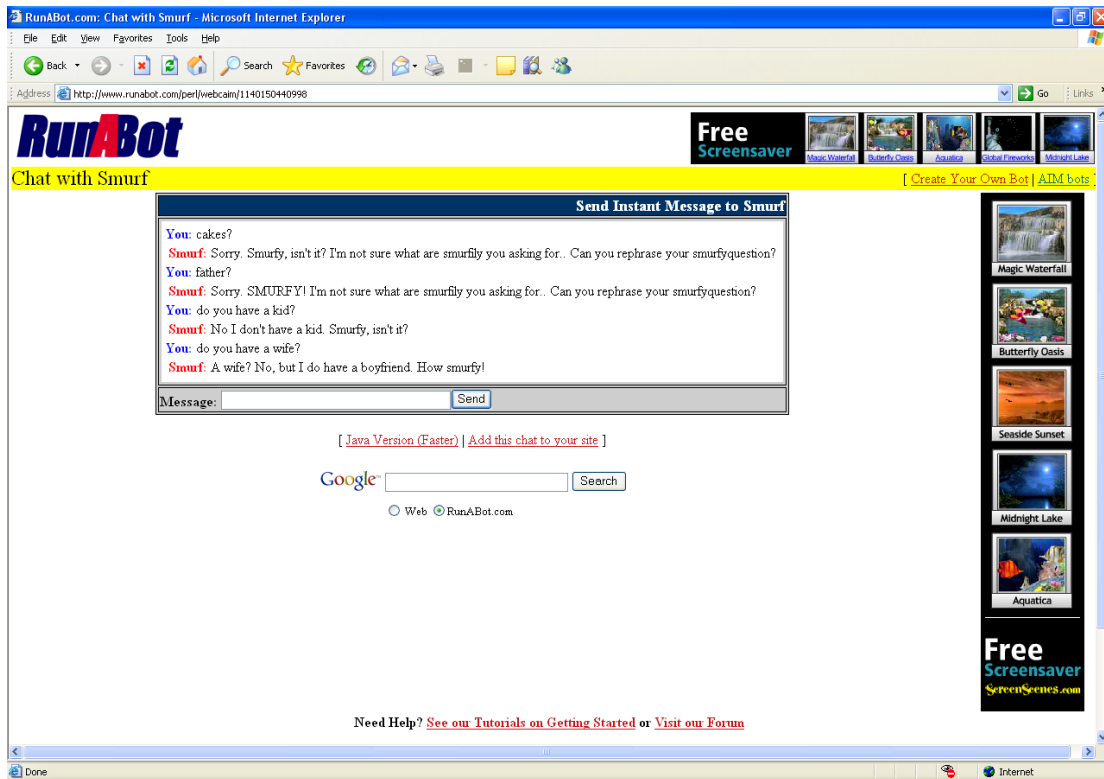 RunABot.com: Chat with Smurf - Microsoft Internet Explorer
File Edit View Favorites Tools Help
Back Search Favorites
Address http://www.runabot.com/perl/webcaim/1140150440998 Go Links
RunABot
Free
Screensaver
Magic Waterfall Butterfly Oasis Aquatica Global Fireworks Midnight Lake
Chat with Smurf [ Create Your Own Bot | AIM bots ]
Send Instant Message to Smurf
You: cakes?
Smurf: Sorry. Smurfy, isn't it? I'm not sure what are smurfily you asking for.. Can you rephrase your smurfyquestion?
You: father?
Smurf: Sorry. SMURFY! I'm not sure what are smurfily you asking for.. Can you rephrase your smurfyquestion?
You: do you have a kid?
Smurf: No I don't have a kid. Smurfy, isn't it?
You: do you have a wife?
Smurf: A wife? No, but I do have a boyfriend. How smurfy!
Message: Send
[ Java Version (Faster) | Add this chat to your site ]
Google Search
Web RunABot.com
Magic Waterfall
Butterfly Oasis
Seaside Sunset
Midnight Lake
Aquatica
Free
Screensaver
ScreenScenes.com
Need Help? See our Tutorials on Getting Started or Visit our Forum
Done Internet